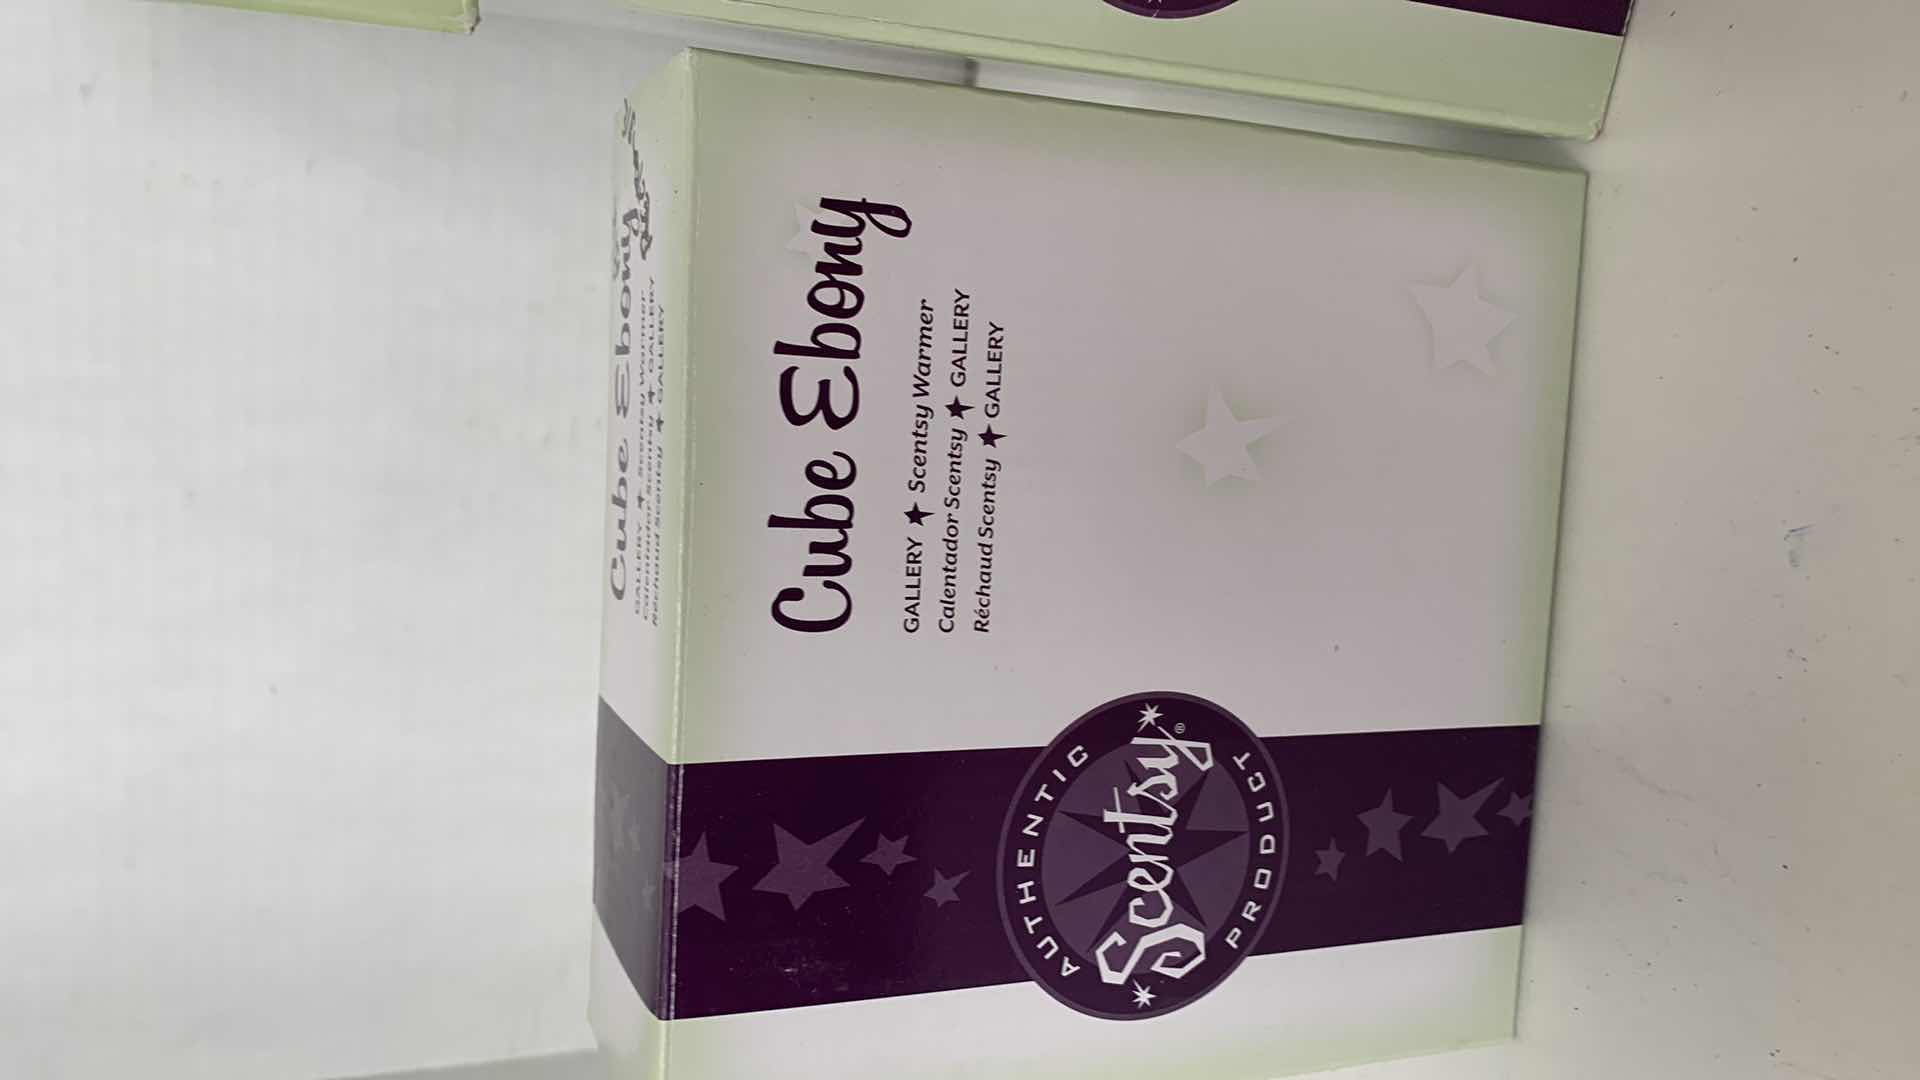 Cube Ebony
GALLERY ★ Scentsy Warmer
Calentador Scentsy ★ GALLERY
Réchaud Scentsy ★ GALLERY
AUTHENTIC
Scentsy®
PRODUCT
Cube Ebony
GALLERY ★ Scentsy Warmer
Calentador Scentsy ★ GALLERY
Réchaud Scentsy ★ GALLERY